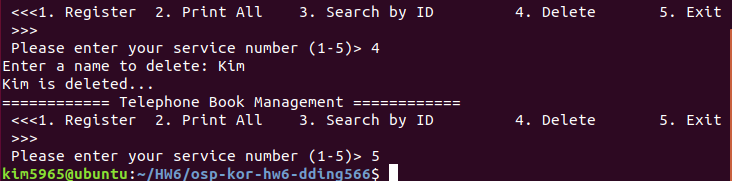 <<<1. Register  2. Print All    3. Search by ID         4. Delete       5. Exit
>>>
Please enter your service number (1-5)> 4
Enter a name to delete: Kim
Kim is deleted...
============ Telephone Book Management ============
<<<1. Register  2. Print All    3. Search by ID         4. Delete       5. Exit
>>>
Please enter your service number (1-5)> 5
kim5965@ubuntu:~/HW6/osp-kor-hw6-dding566$